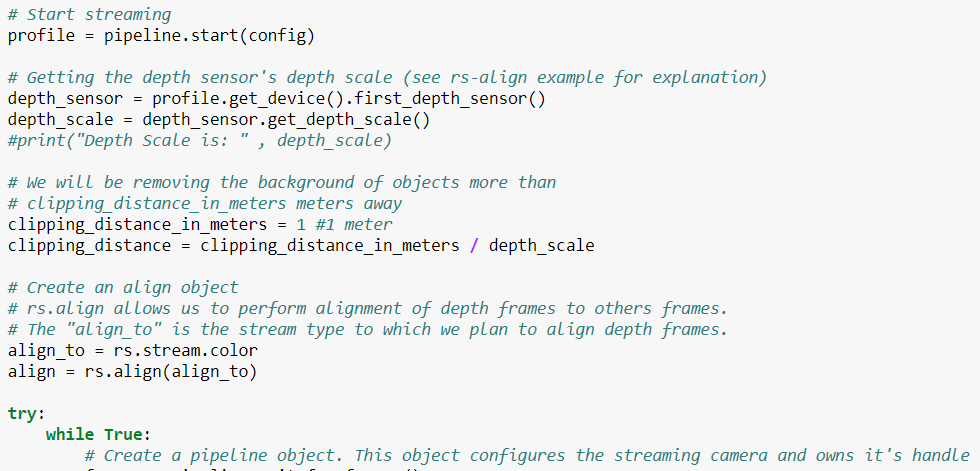 # Start streaming
profile = pipeline.start(config)
# Getting the depth sensor's depth scale (see rs-align example for explanation)
depth_sensor = profile.get_device().first_depth_sensor()
depth_scale = depth_sensor.get_depth_scale()
#print("Depth Scale is: " , depth_scale)
# We will be removing the background of objects more than
# clipping_distance_in_meters meters away
clipping_distance_in_meters = 1 #1 meter
clipping_distance = clipping_distance_in_meters / depth_scale
# Create an align object
# rs.align allows us to perform alignment of depth frames to others frames.
# The "align_to" is the stream type to which we plan to align depth frames.
align_to = rs.stream.color
align = rs.align(align_to)
try:
    while True:
        # Create a pipeline object. This object configures the streaming camera and owns it's handle